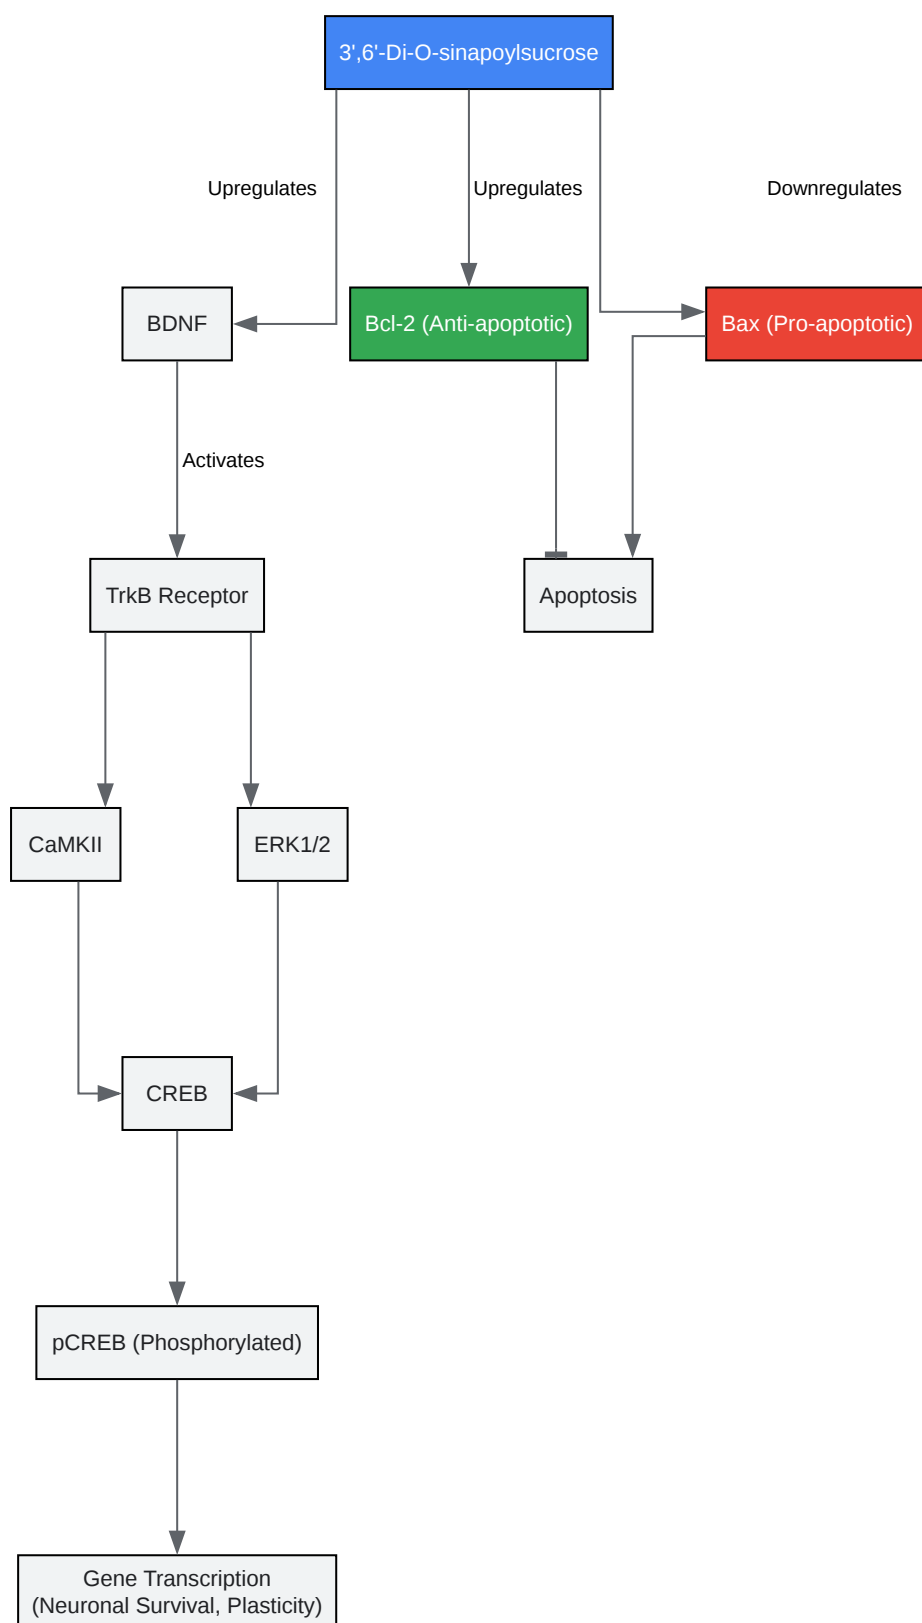 3',6'-Di-O-sinapoylsucrose
Upregulates
Upregulates
Downregulates
BDNF
Bcl-2 (Anti-apoptotic)
Bax (Pro-apoptotic)
Activates
TrkB Receptor
Apoptosis
CaMKII
ERK1/2
CREB
pCREB (Phosphorylated)
Gene Transcription
(Neuronal Survival, Plasticity)